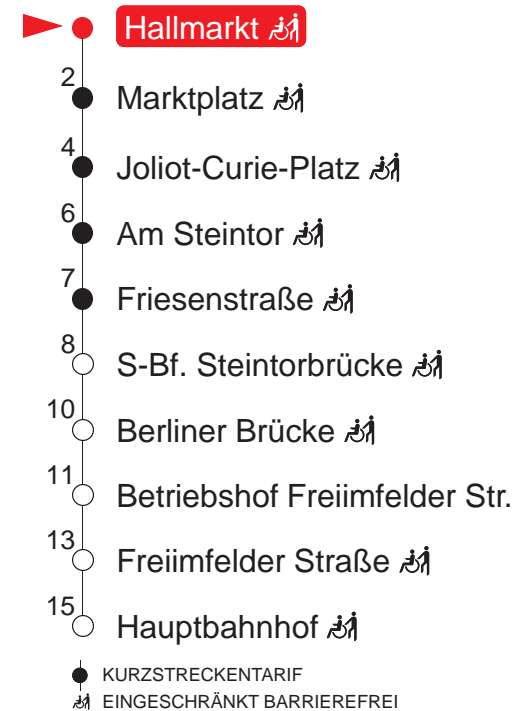 Hallmarkt
2
Marktplatz
4
Joliot-Curie-Platz
6
Am Steintor
7
Friesenstraße
8
S-Bf. Steintorbrücke
10
Berliner Brücke
11
Betriebshof Freiimfelder Str.
13
Freiimfelder Straße
15
Hauptbahnhof
KURZSTRECKENTARIF
EINGESCHRÄNKT BARRIEREFREI